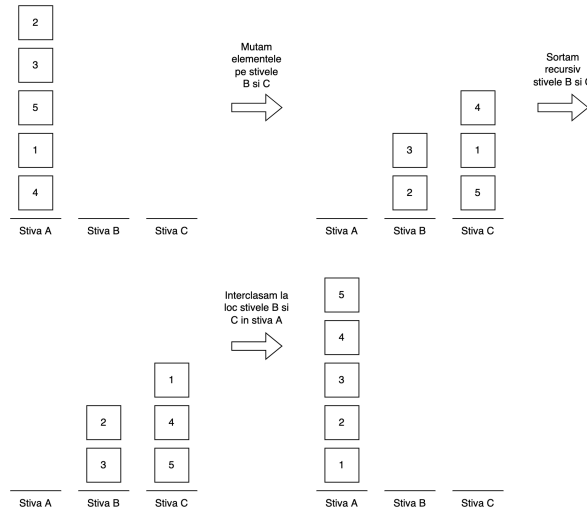 2
3
5
1
4
Stiva A Stiva B Stiva C
Mutam
elementele
pe stivele
B si C
3
2
4
1
5
Stiva A Stiva B Stiva C
Sortam
recursiv
stivele B si C
2
3
1
4
5
Stiva A Stiva B Stiva C
Interclasam la
loc stivele B si
C in stiva A
5
4
3
2
1
Stiva A Stiva B Stiva C